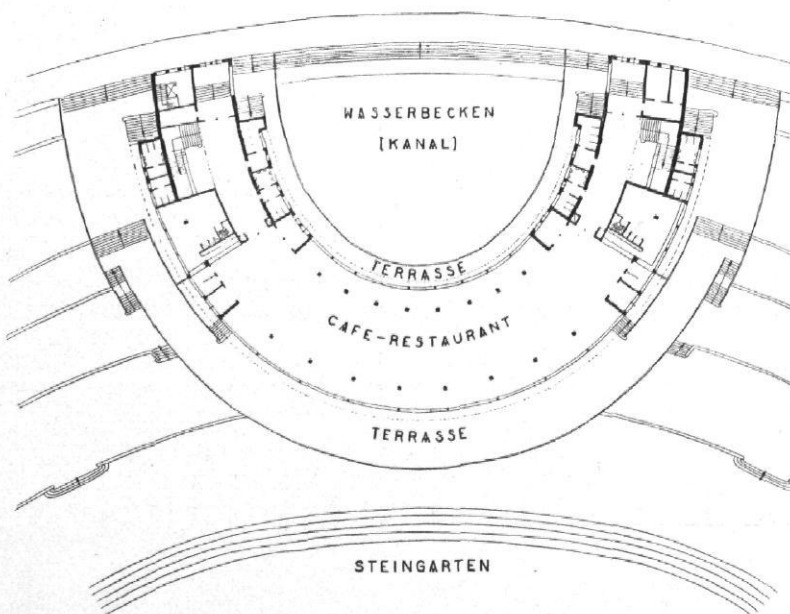 WASSERBECKEN
[KANAL]
TERRASSE
CAFE-RESTAURANT
TERRASSE
STEINGARTEN